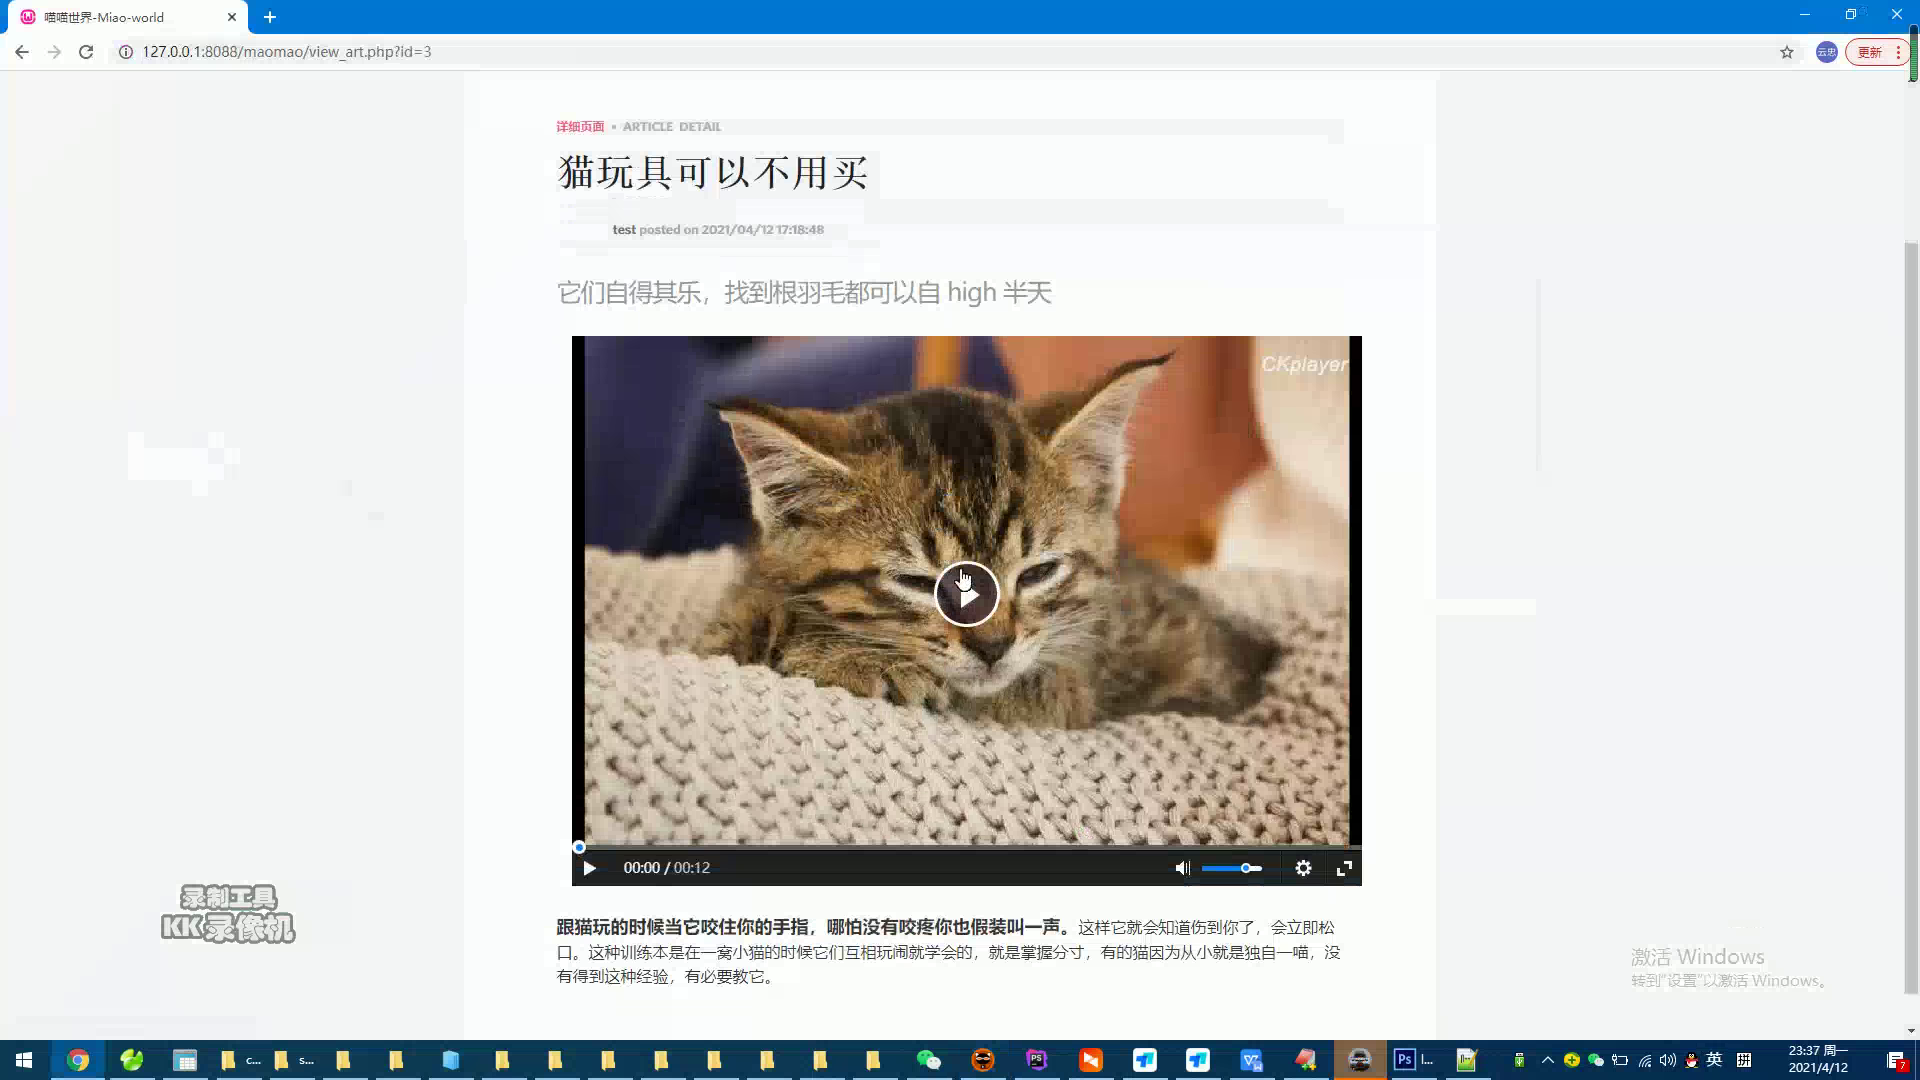 喵喵世界-Miao-world
127.0.0.1:8088/maomao/view_art.php?id=3
云忠
更新
详细页面 • ARTICLE DETAIL
猫玩具可以不用买
test posted on 2021/04/12 17:18:48
它们自得其乐，找到根羽毛都可以自 high 半天
CKplayer
00:00 / 00:12
跟猫玩的时候当它咬住你的手指，哪怕没有咬疼你也假装叫一声。这样它就会知道伤到你了，会立即松
口。这种训练本是在一窝小猫的时候它们互相玩闹就学会的，就是掌握分寸，有的猫因为从小就是独自一喵，没
有得到这种经验，有必要教它。
录制工具
KK录像机
激活 Windows
转到"设置"以激活 Windows。
c...
s...
PS
Ps
l...
英
拼
23:37 周一
2021/4/12
7